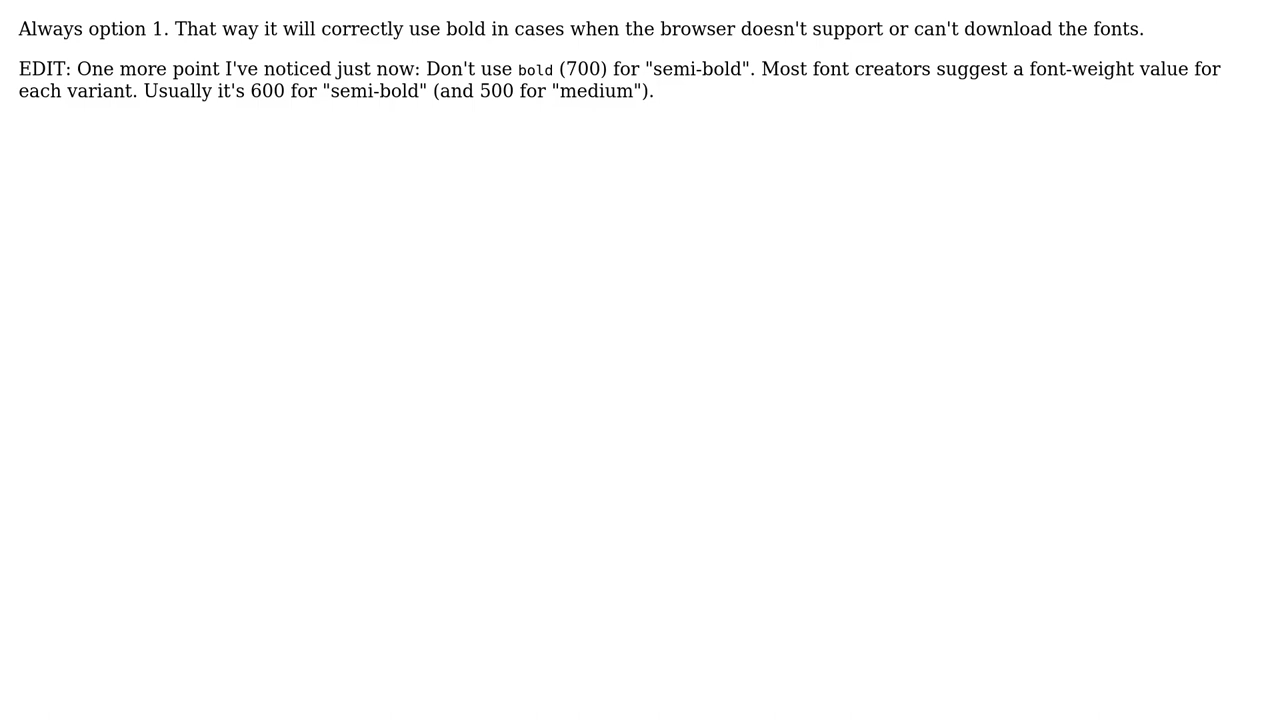 Always option 1. That way it will correctly use bold in cases when the browser doesn't support or can't download the fonts.
EDIT: One more point I've noticed just now: Don't use bold (700) for "semi-bold". Most font creators suggest a font-weight value for
each variant. Usually it's 600 for "semi-bold" (and 500 for "medium").